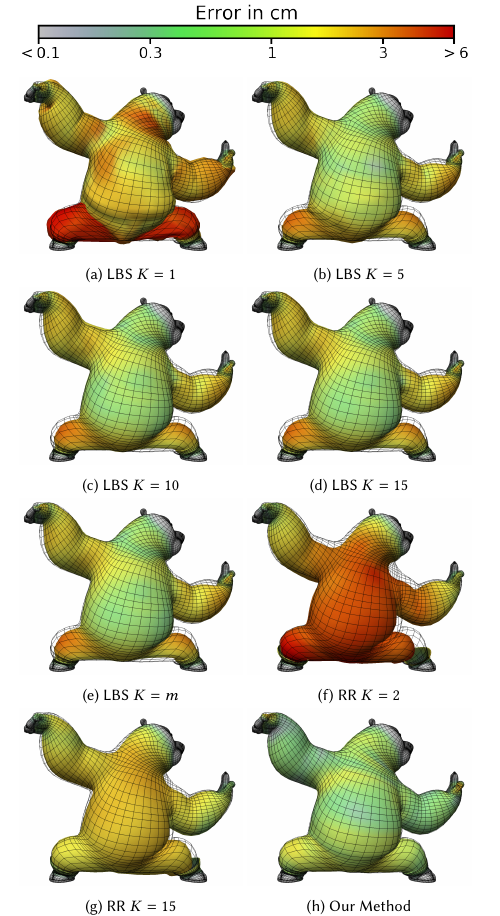 Error in cm
< 0.1 0.3 1 3 > 6
(a) LBS K = 1 (b) LBS K = 5
(c) LBS K = 10 (d) LBS K = 15
(e) LBS K = m (f) RR K = 2
(g) RR K = 15 (h) Our Method